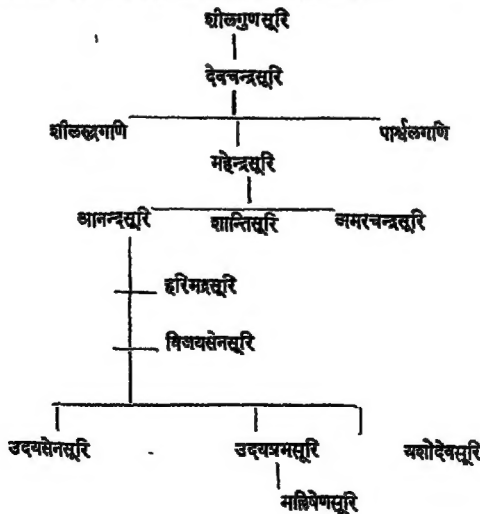 शीलगुणसूरि
देवचन्द्रसूरि
शीलरुद्रगणि पार्श्वलगणि
महेन्द्रसूरि
आनन्दसूरि शान्तिसूरि अमरचन्द्रसूरि
हरिभद्रसूरि
विजयसेनसूरि
उदयसेनसूरि उदयप्रभसूरि यशोदेवसूरि
मल्लिषेणसूरि